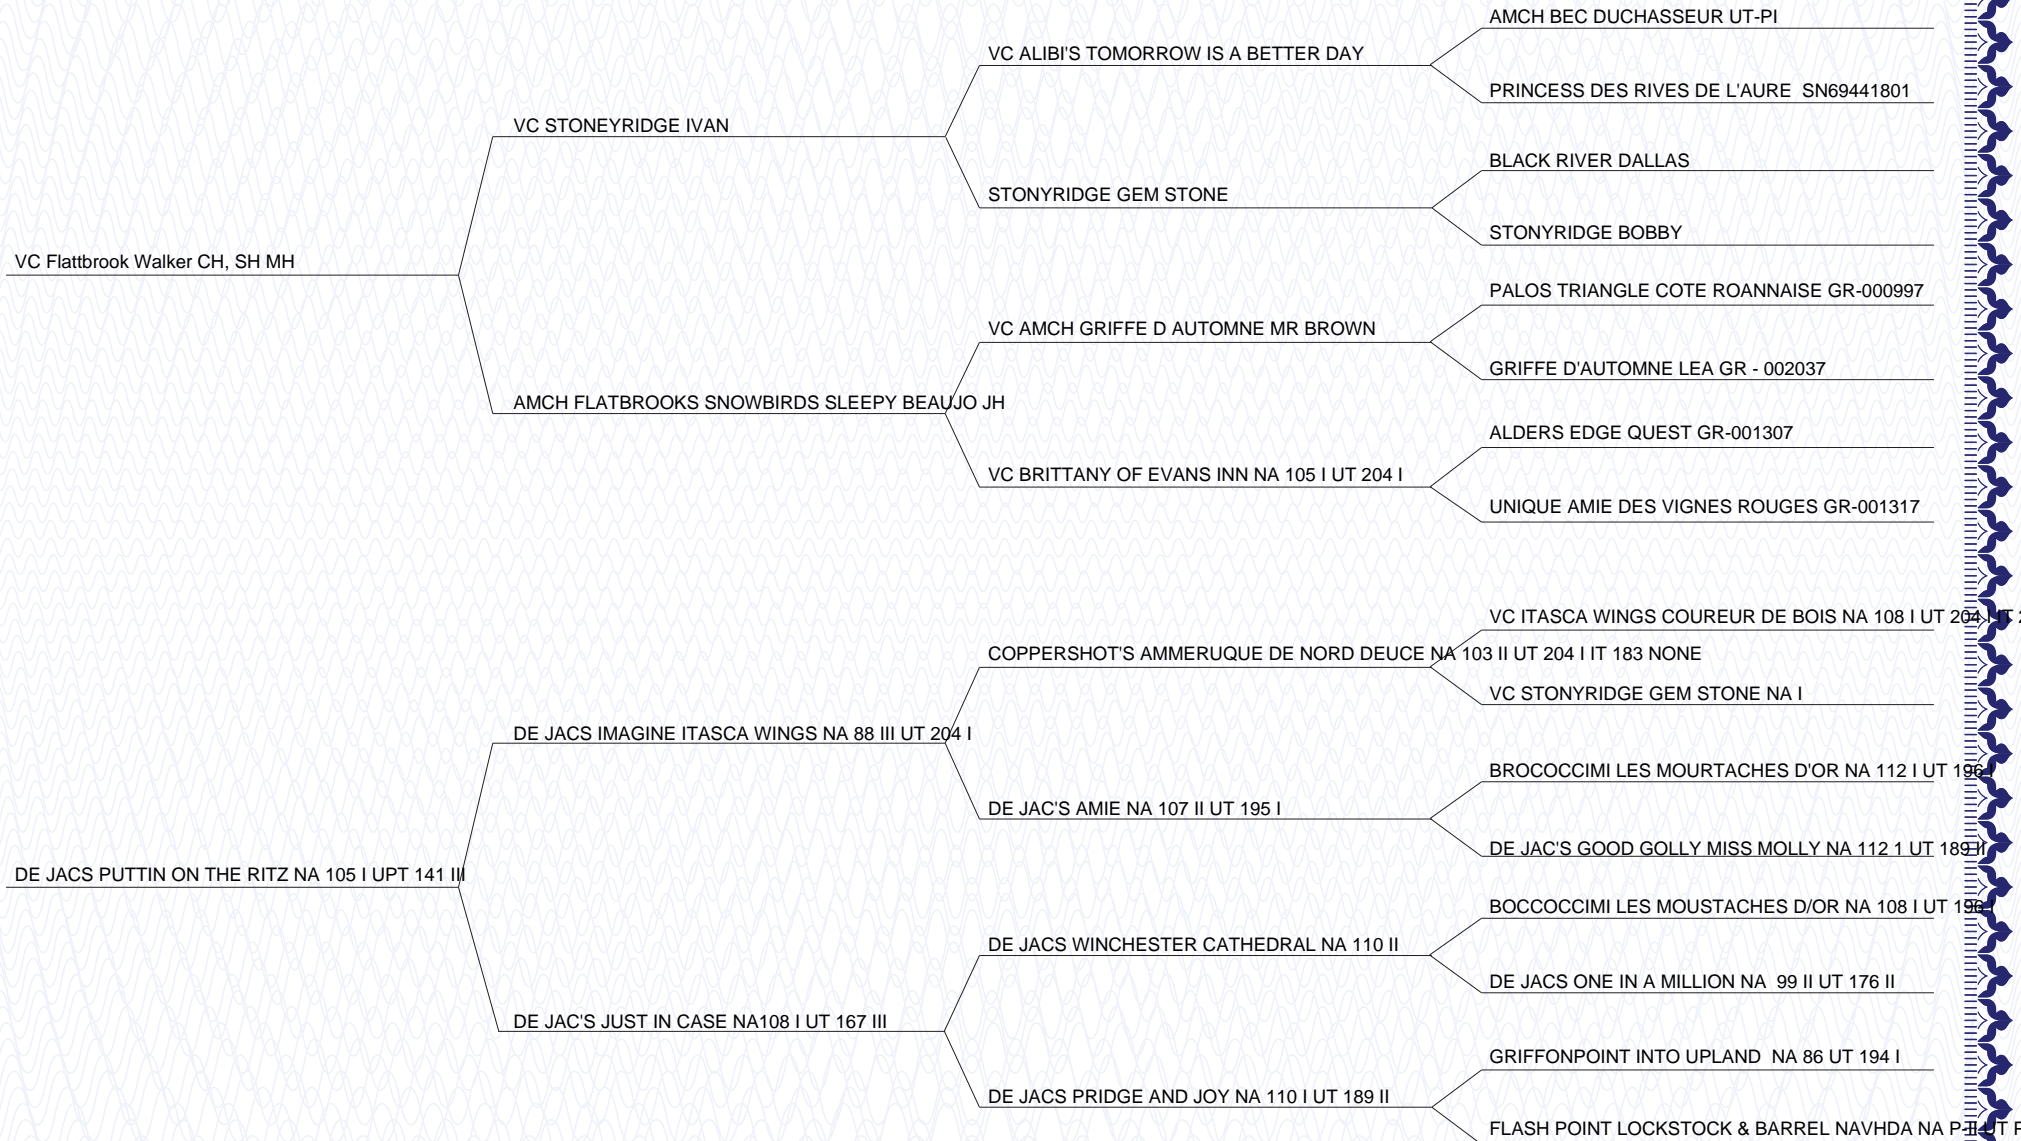 AMCH BEC DUCHASSEUR UT-PI
VC ALIBI'S TOMORROW IS A BETTER DAY
PRINCESS DES RIVES DE L'AURE  SN69441801
VC STONEYRIDGE IVAN
BLACK RIVER DALLAS
STONYRIDGE GEM STONE
STONYRIDGE BOBBY
VC Flattbrook Walker CH, SH MH
PALOS TRIANGLE COTE ROANNAISE GR-000997
VC AMCH GRIFFE D AUTOMNE MR BROWN
GRIFFE D'AUTOMNE LEA GR - 002037
AMCH FLATBROOKS SNOWBIRDS SLEEPY BEAUJO JH
ALDERS EDGE QUEST GR-001307
VC BRITTANY OF EVANS INN NA 105 I UT 204 I
UNIQUE AMIE DES VIGNES ROUGES GR-001317
VC ITASCA WINGS COUREUR DE BOIS NA 108 I UT 204 I IT
COPPERSHOT'S AMMERUQUE DE NORD DEUCE NA 103 II UT 204 I IT 183 NONE
VC STONYRIDGE GEM STONE NA I
DE JACS IMAGINE ITASCA WINGS NA 88 III UT 204 I
BROCOCCIMI LES MOURTACHES D'OR NA 112 I UT 196 I
DE JAC'S AMIE NA 107 II UT 195 I
DE JAC'S GOOD GOLLY MISS MOLLY NA 112 1 UT 189 II
DE JACS PUTTIN ON THE RITZ NA 105 I UPT 141 III
BOCCOCCIMI LES MOUSTACHES D/OR NA 108 I UT 196 I
DE JACS WINCHESTER CATHEDRAL NA 110 II
DE JACS ONE IN A MILLION NA  99 II UT 176 II
DE JAC'S JUST IN CASE NA108 I UT 167 III
GRIFFONPOINT INTO UPLAND  NA 86 UT 194 I
DE JACS PRIDGE AND JOY NA 110 I UT 189 II
FLASH POINT LOCKSTOCK & BARREL NAVHDA NA P-II UT